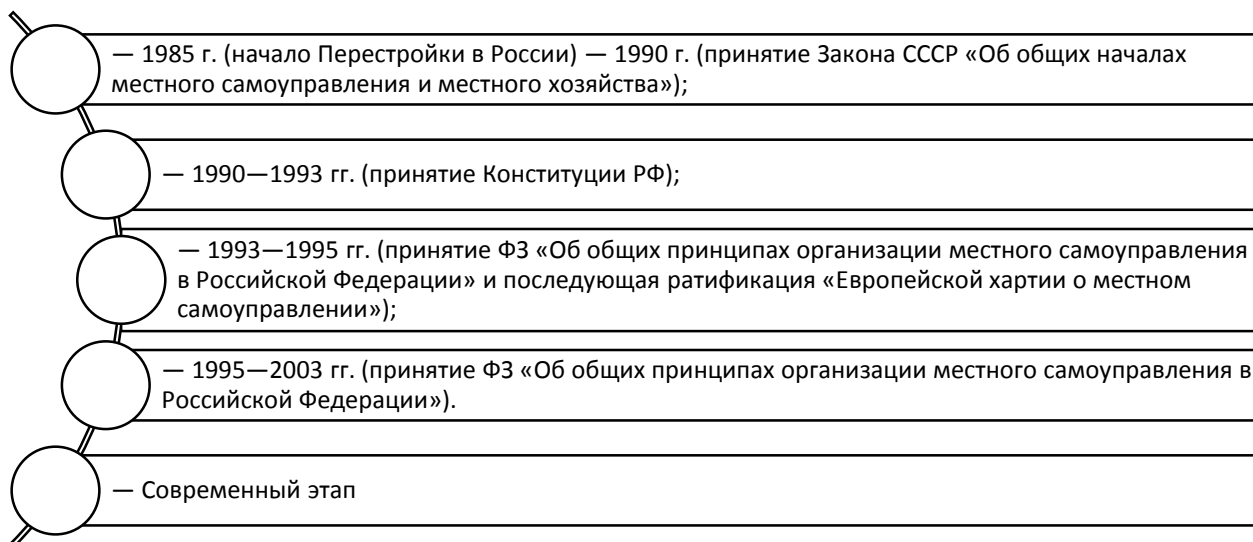 — 1985 г. (начало Перестройки в России) — 1990 г. (принятие Закона СССР «Об общих началах
местного самоуправления и местного хозяйства»);
— 1990—1993 гг. (принятие Конституции РФ);
— 1993—1995 гг. (принятие ФЗ «Об общих принципах организации местного самоуправления
в Российской Федерации» и последующая ратификация «Европейской хартии о местном
самоуправлении»);
— 1995—2003 гг. (принятие ФЗ «Об общих принципах организации местного самоуправления в
Российской Федерации»).
— Современный этап